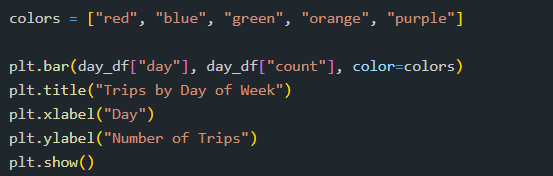 colors = ["red", "blue", "green", "orange", "purple"]
plt.bar(day_df["day"], day_df["count"], color=colors)
plt.title("Trips by Day of Week")
plt.xlabel("Day")
plt.ylabel("Number of Trips")
plt.show()